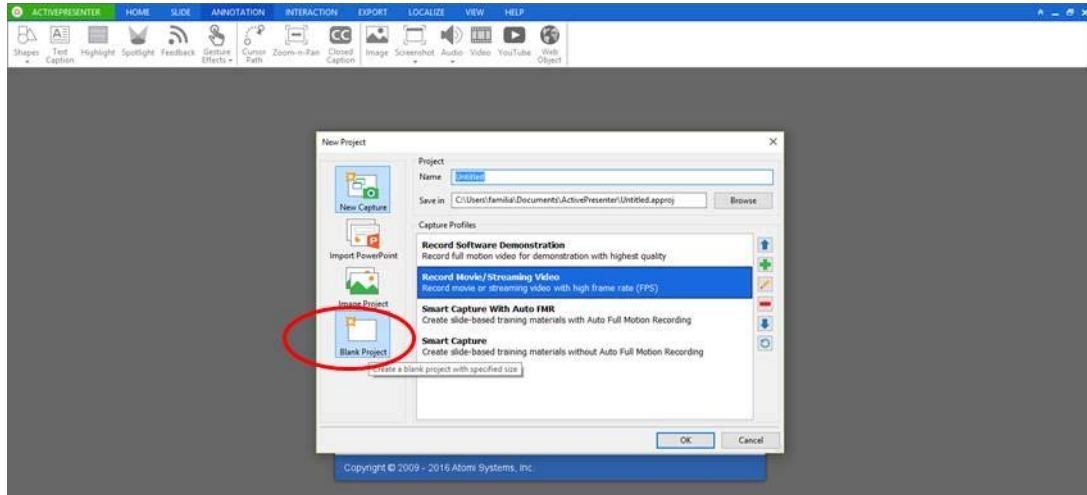 ACTIVEPRESENTER HOME SLIDE ANNOTATION INTERACTION EXPORT LOCALIZE VIEW HELP
Shapes Text Caption Highlight Spotlight Feedback Gesture Effects Cursor Path Zoom-n-Pan Closed Caption Image Screenshot Audio Video YouTube Web Object
CC
New Project
Project
Name Untitled
Save in C:\Users\familia\Documents\ActivePresenter\Untitled.approj Browse
New Capture
Import PowerPoint
Image Project
Blank Project
Create a blank project with specified size
Capture Profiles
Record Software Demonstration
Record full motion video for demonstration with highest quality
Record Movie/Streaming Video
Record movie or streaming video with high frame rate (FPS)
Smart Capture With Auto FMR
Create slide-based training materials with Auto Full Motion Recording
Smart Capture
Create slide-based training materials without Auto Full Motion Recording
OK Cancel
Copyright © 2009 - 2016 Atomi Systems, Inc.